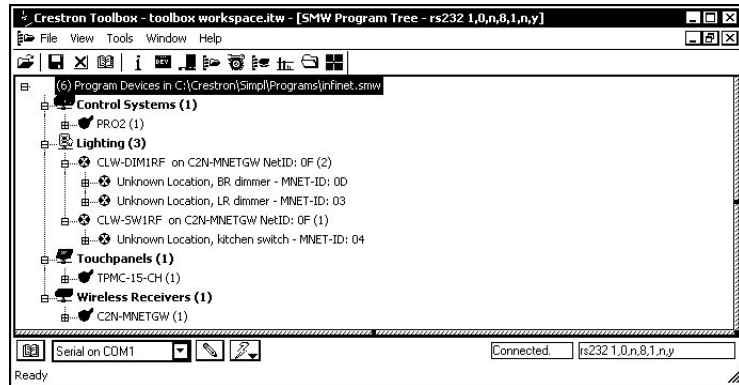 Crestron Toolbox - toolbox workspace.itw - [SMW Program Tree - rs232 1,0,n,8,1,n,y]
File View Tools Window Help
DEV
(6) Program Devices in C:\Crestron\Simpl\Programs\infinet.smw
Control Systems (1)
PRO2 (1)
Lighting (3)
CLW-DIM1RF on C2N-MNETGW NetID: 0F (2)
Unknown Location, BR dimmer - MNET-ID: 0D
Unknown Location, LR dimmer - MNET-ID: 03
CLW-SW1RF on C2N-MNETGW NetID: 0F (1)
Unknown Location, kitchen switch - MNET-ID: 04
Touchpanels (1)
TPMC-15-CH (1)
Wireless Receivers (1)
C2N-MNETGW (1)
Serial on COM1 Connected. rs232 1,0,n,8,1,n,y
Ready